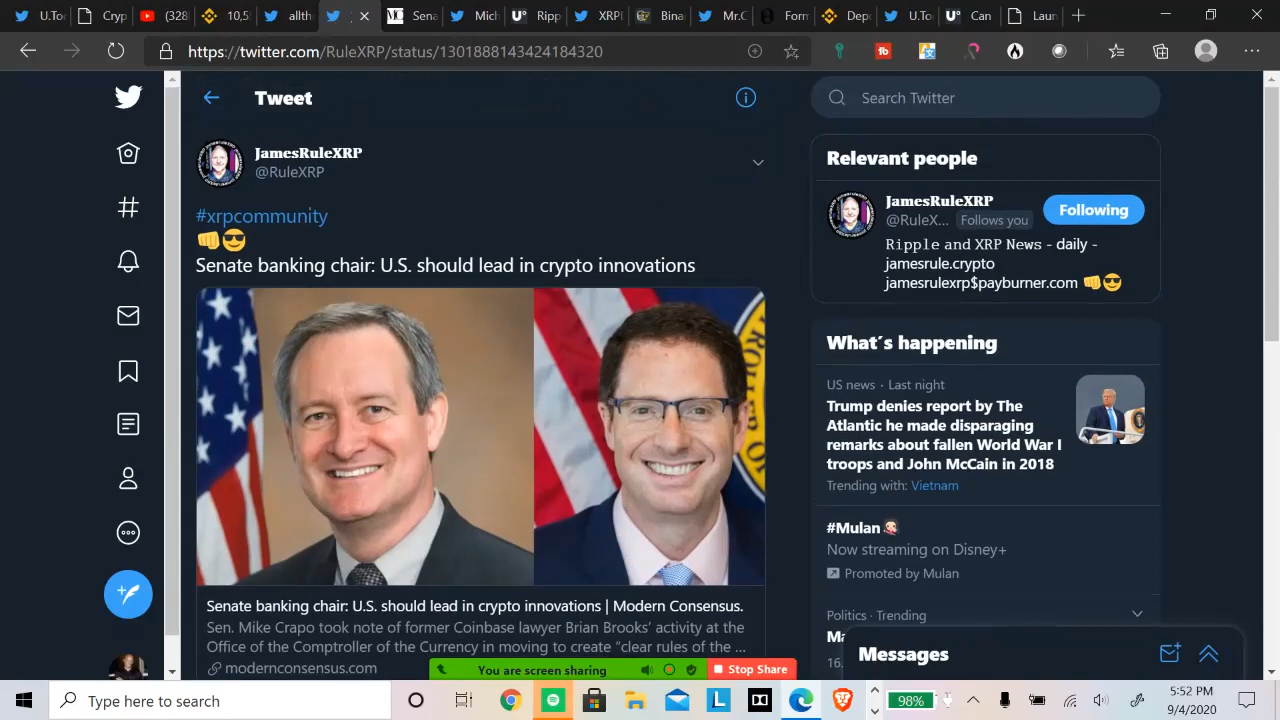 U.To
Cryp
(328
10,5
allth
Sena
Mich
Ripp
XRPI
Bina
Mr.C
Form
Depo
U.To
Can
Laun
https://twitter.com/RuleXRP/status/1301888143424184320
Tweet
Search Twitter
JamesRuleXRP
@RuleXRP
#xrpcommunity
👊😎
Senate banking chair: U.S. should lead in crypto innovations
Senate banking chair: U.S. should lead in crypto innovations | Modern Consensus.
Sen. Mike Crapo took note of former Coinbase lawyer Brian Brooks’ activity at the
Office of the Comptroller of the Currency in moving to create “clear rules of the ...
modernconsensus.com
Relevant people
JamesRuleXRP
@RuleX... Follows you
Following
Ripple and XRP News - daily -
jamesrule.crypto
jamesrulexrp$payburner.com 👊😎
What´s happening
US news · Last night
Trump denies report by The
Atlantic he made disparaging
remarks about fallen World War I
troops and John McCain in 2018
Trending with: Vietnam
#Mulan
Now streaming on Disney+
Promoted by Mulan
Politics · Trending
Ma
16.
Messages
You are screen sharing
Stop Share
Type here to search
98%
5:52 PM
9/4/2020